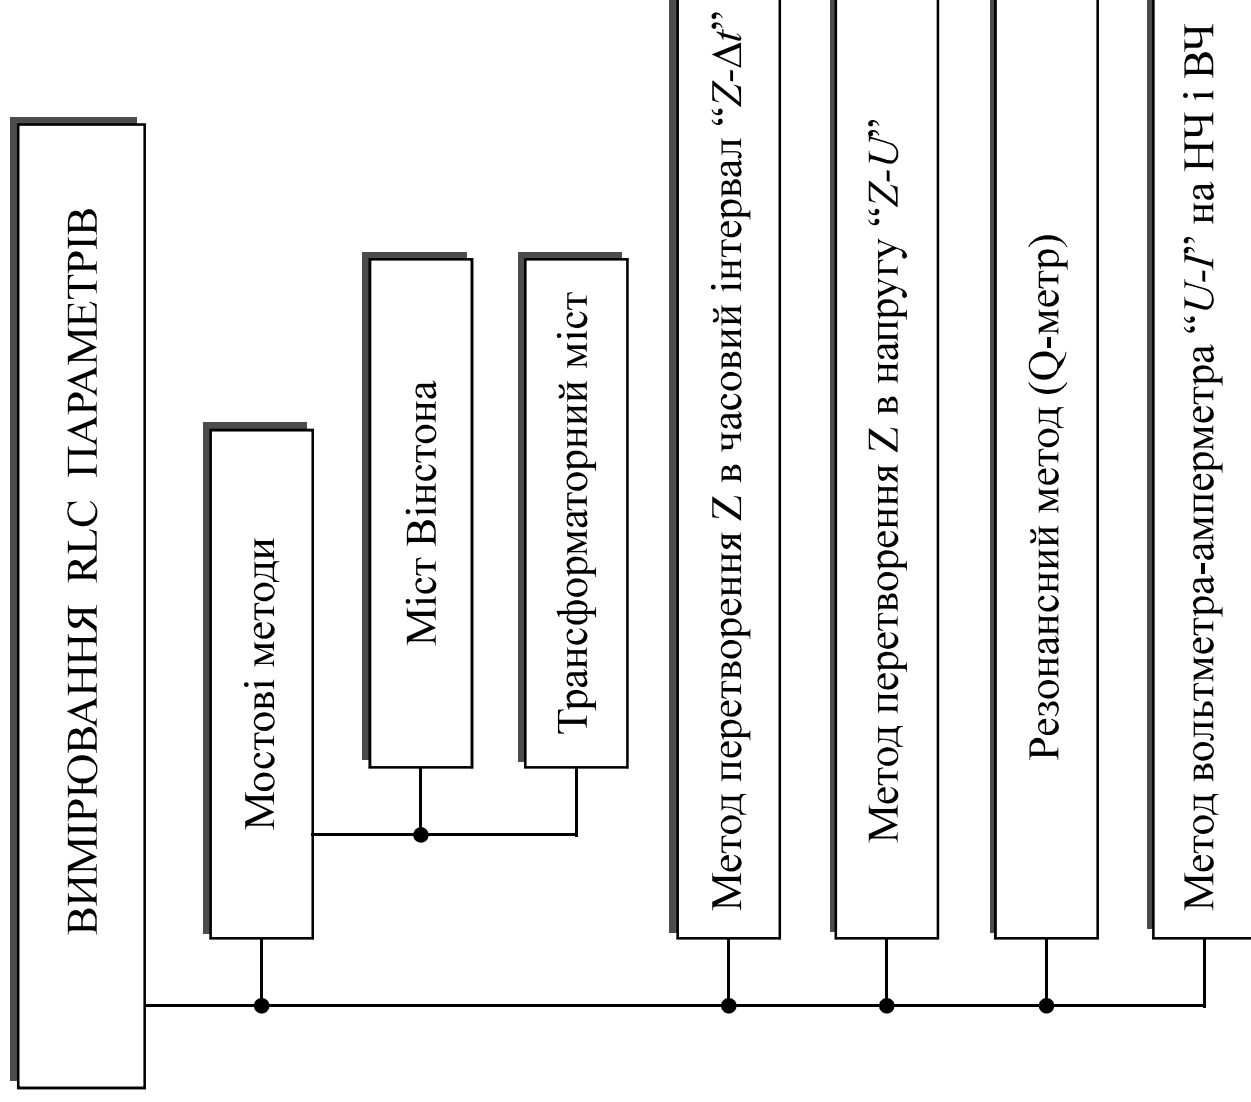 ВИМІРЮВАННЯ RLC ПАРАМЕТРІВ
Мостові методи
Міст Вінстона
Трансформаторний міст
Метод перетворення Z в часовий інтервал “Z-Δt”
Метод перетворення Z в напругу “Z-U”
Резонансний метод (Q-метр)
Метод вольтметра-амперметра “U-I” на НЧ і ВЧ